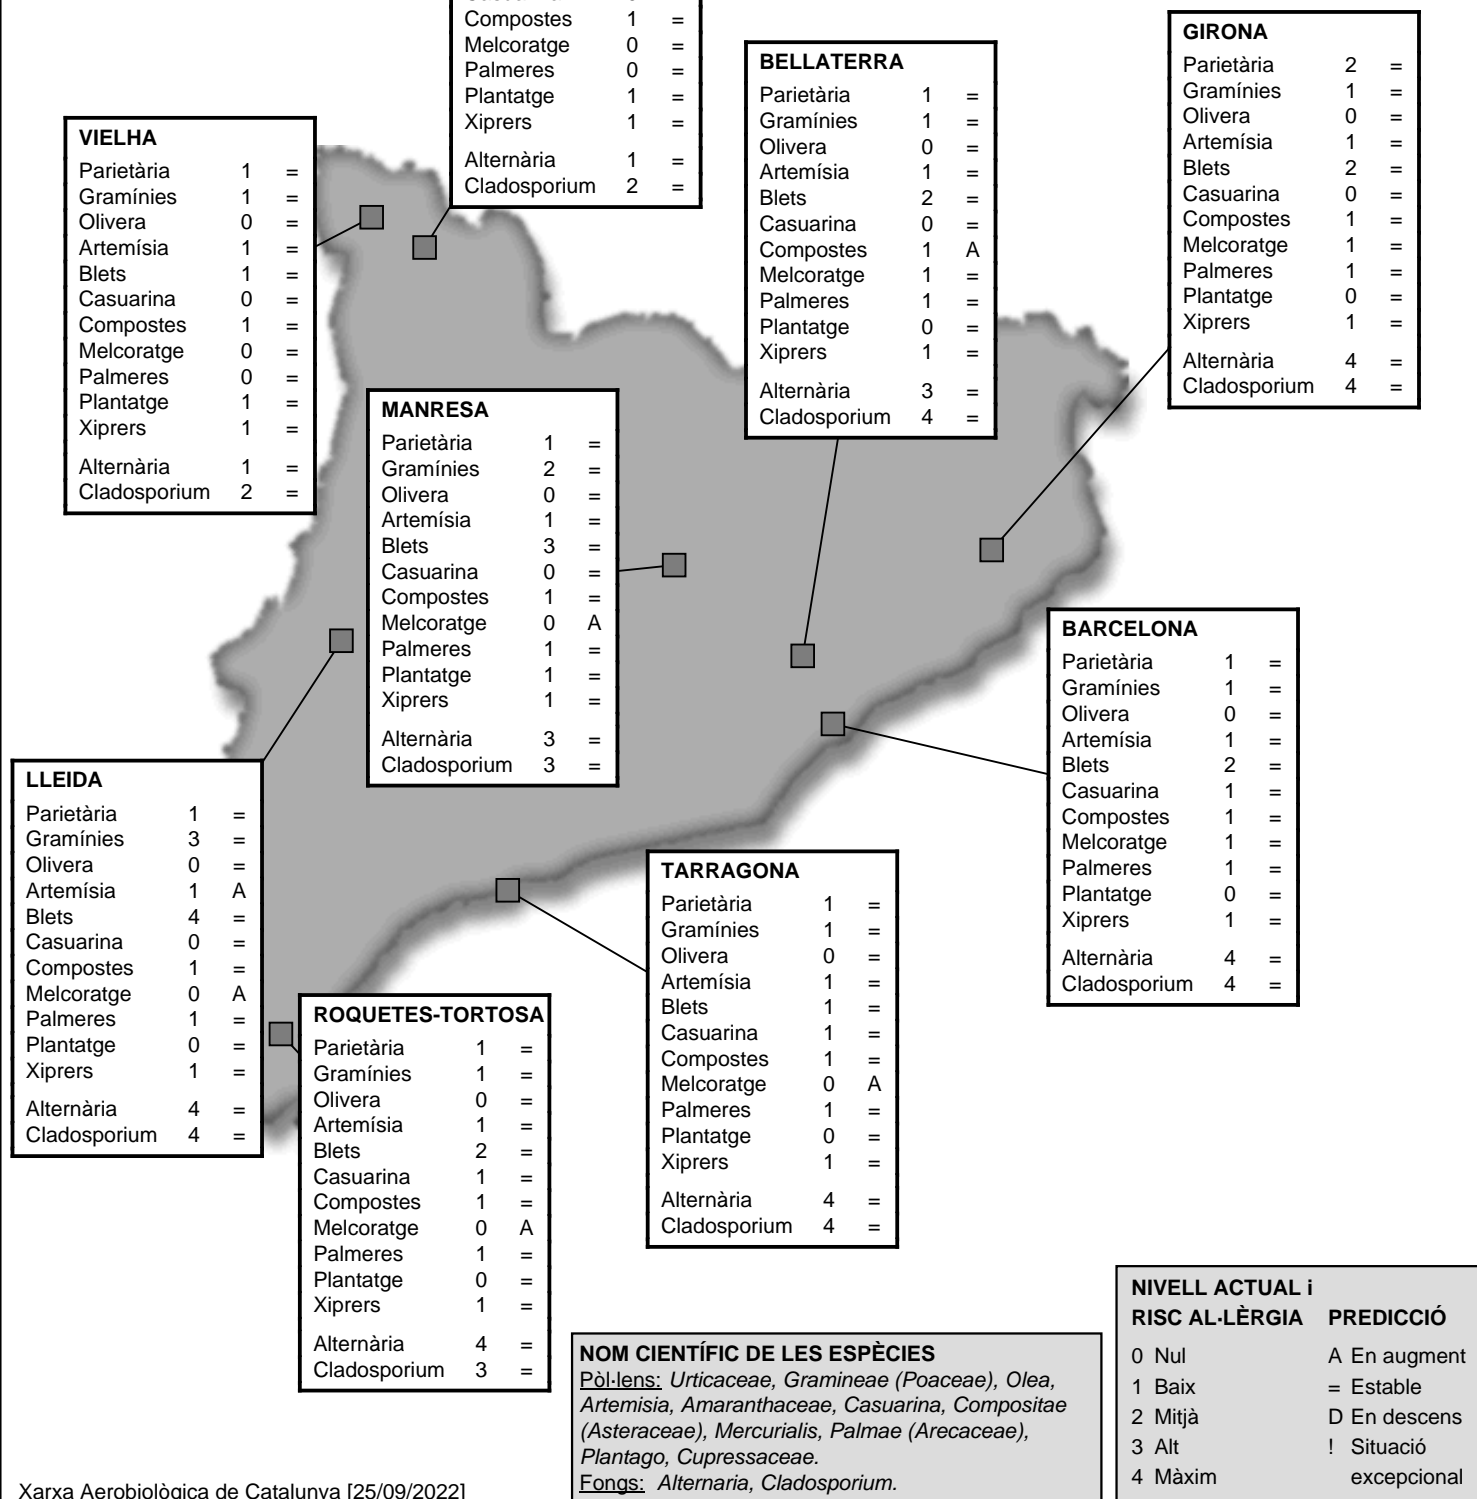 Compostes 1 =
Melcoratge 0 =
Palmeres 0 =
Plantatge 1 =
Xiprers 1 =
Alternària 1 =
Cladosporium 2 =
VIELHA
Parietària 1 =
Gramínies 1 =
Olivera 0 =
Artemísia 1 =
Blets 1 =
Casuarina 0 =
Compostes 1 =
Melcoratge 0 =
Palmeres 0 =
Plantatge 1 =
Xiprers 1 =
Alternària 1 =
Cladosporium 2 =
BELLATERRA
Parietària 1 =
Gramínies 1 =
Olivera 0 =
Artemísia 1 =
Blets 2 =
Casuarina 0 =
Compostes 1 A
Melcoratge 1 =
Palmeres 1 =
Plantatge 0 =
Xiprers 1 =
Alternària 3 =
Cladosporium 4 =
GIRONA
Parietària 2 =
Gramínies 1 =
Olivera 0 =
Artemísia 1 =
Blets 2 =
Casuarina 0 =
Compostes 1 =
Melcoratge 1 =
Palmeres 1 =
Plantatge 0 =
Xiprers 1 =
Alternària 4 =
Cladosporium 4 =
MANRESA
Parietària 1 =
Gramínies 2 =
Olivera 0 =
Artemísia 1 =
Blets 3 =
Casuarina 0 =
Compostes 1 =
Melcoratge 0 A
Palmeres 1 =
Plantatge 1 =
Xiprers 1 =
Alternària 3 =
Cladosporium 3 =
BARCELONA
Parietària 1 =
Gramínies 1 =
Olivera 0 =
Artemísia 1 =
Blets 2 =
Casuarina 1 =
Compostes 1 =
Melcoratge 1 =
Palmeres 1 =
Plantatge 0 =
Xiprers 1 =
Alternària 4 =
Cladosporium 4 =
LLEIDA
Parietària 1 =
Gramínies 3 =
Olivera 0 =
Artemísia 1 A
Blets 4 =
Casuarina 0 =
Compostes 1 =
Melcoratge 0 A
Palmeres 1 =
Plantatge 0 =
Xiprers 1 =
Alternària 4 =
Cladosporium 4 =
TARRAGONA
Parietària 1 =
Gramínies 1 =
Olivera 0 =
Artemísia 1 =
Blets 1 =
Casuarina 1 =
Compostes 1 =
Melcoratge 0 A
Palmeres 1 =
Plantatge 0 =
Xiprers 1 =
Alternària 4 =
Cladosporium 4 =
ROQUETES-TORTOSA
Parietària 1 =
Gramínies 1 =
Olivera 0 =
Artemísia 1 =
Blets 2 =
Casuarina 1 =
Compostes 1 =
Melcoratge 0 A
Palmeres 1 =
Plantatge 0 =
Xiprers 1 =
Alternària 4 =
Cladosporium 3 =
NOM CIENTÍFIC DE LES ESPÈCIES
Pòl·lens: Urticaceae, Gramineae (Poaceae), Olea,
Artemisia, Amaranthaceae, Casuarina, Compositae
(Asteraceae), Mercurialis, Palmae (Arecaceae),
Plantago, Cupressaceae.
Fongs: Alternaria, Cladosporium.
NIVELL ACTUAL i
RISC AL·LÈRGIA PREDICCIÓ
0 Nul A En augment
1 Baix = Estable
2 Mitjà D En descens
3 Alt ! Situació
4 Màxim excepcional
Xarxa Aerobiològica de Catalunya [25/09/2022]